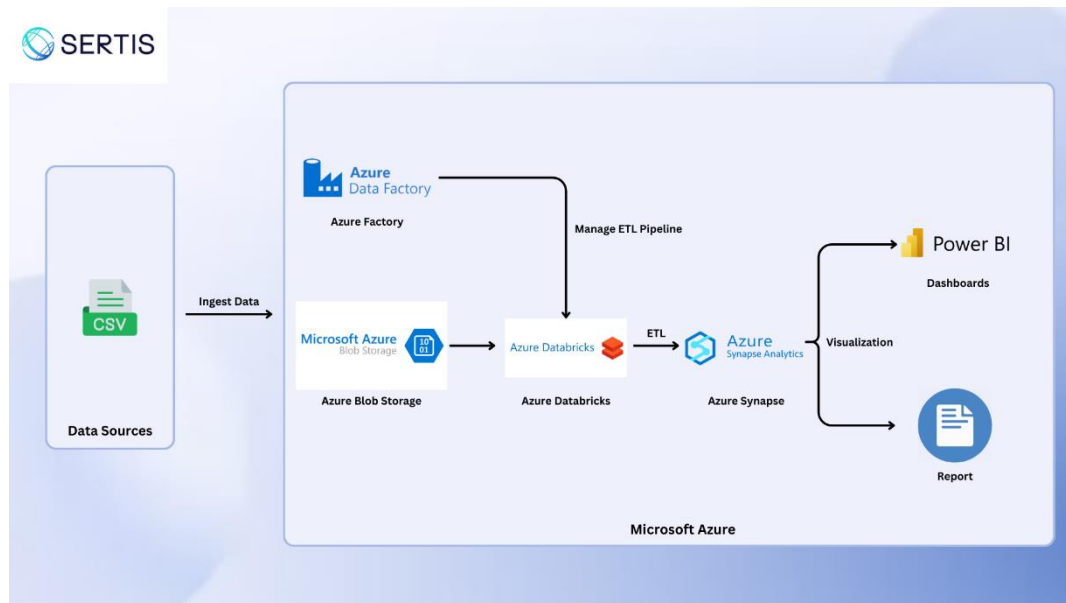 SERTIS
Azure
Data Factory
Azure Factory
Manage ETL Pipeline
Power BI
Dashboards
CSV
Ingest Data
Microsoft Azure
Blob Storage
10
01
Azure Blob Storage
Azure Databricks
Azure Databricks
ETL
Azure
Synapse Analytics
Azure Synapse
Visualization
Data Sources
Report
Microsoft Azure